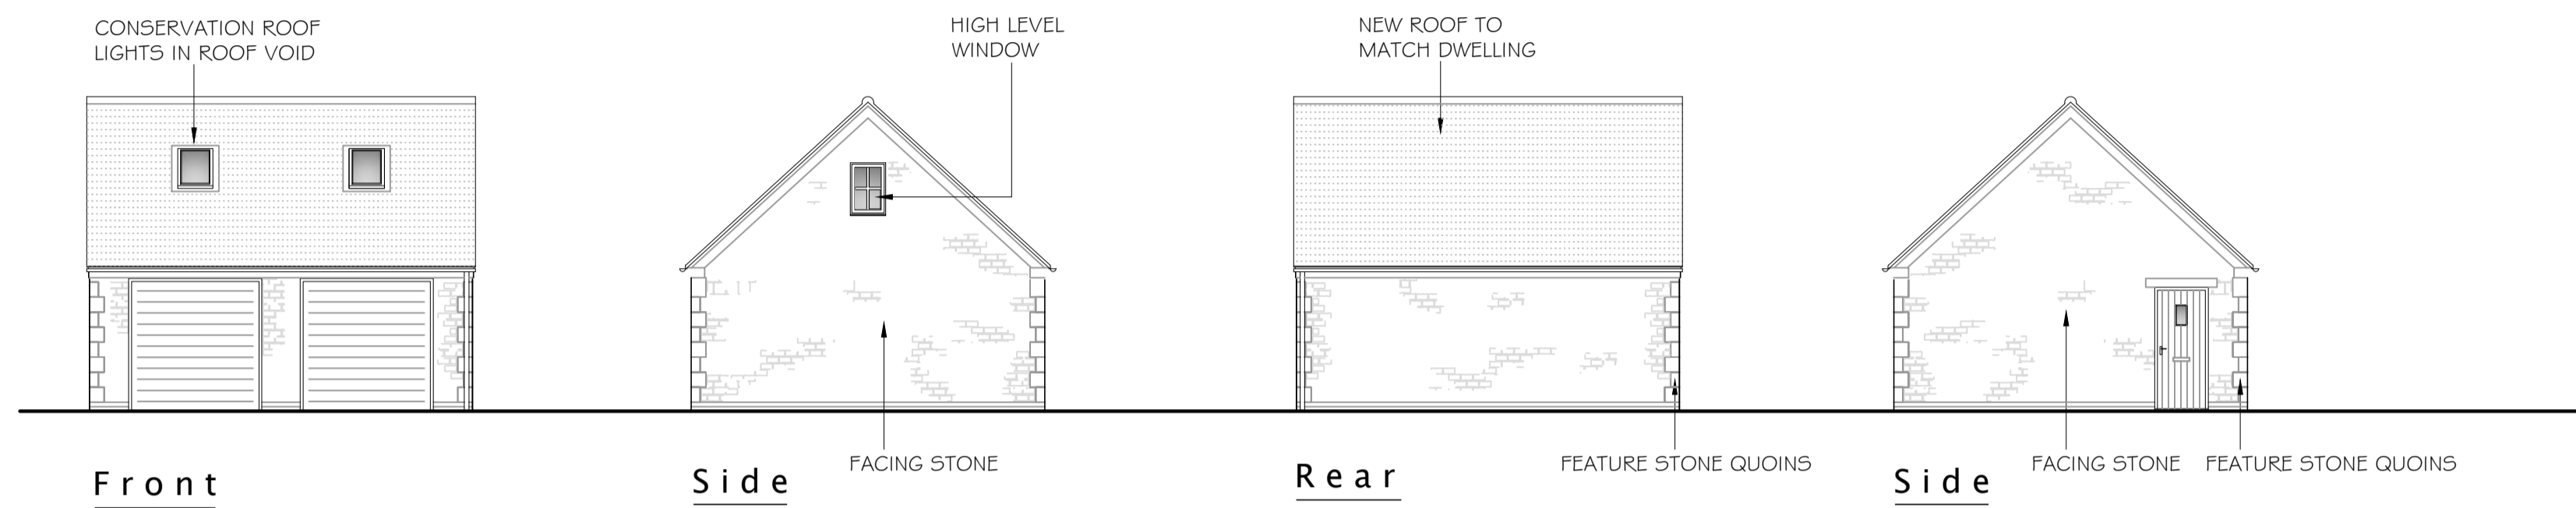 CONSERVATION ROOF
LIGHTS IN ROOF VOID
HIGH LEVEL
WINDOW
NEW ROOF TO
MATCH DWELLING
FACING STONE
FEATURE STONE QUOINS
FACING STONE
FEATURE STONE QUOINS
Front
Side
Rear
Side